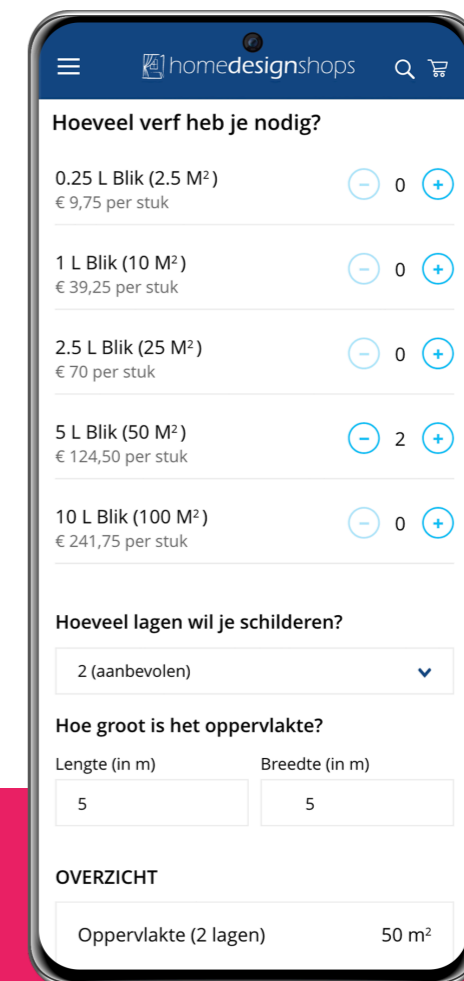 homedesignshops
Hoeveel verf heb je nodig?
0.25 L Blik (2.5 M²)
€ 9,75 per stuk
0
1 L Blik (10 M²)
€ 39,25 per stuk
0
2.5 L Blik (25 M²)
€ 70 per stuk
0
5 L Blik (50 M²)
€ 124,50 per stuk
2
10 L Blik (100 M²)
€ 241,75 per stuk
0
Hoeveel lagen wil je schilderen?
2 (aanbevolen)
Hoe groot is het oppervlakte?
Lengte (in m) Breedte (in m)
5 5
OVERZICHT
Oppervlakte (2 lagen) 50 m²